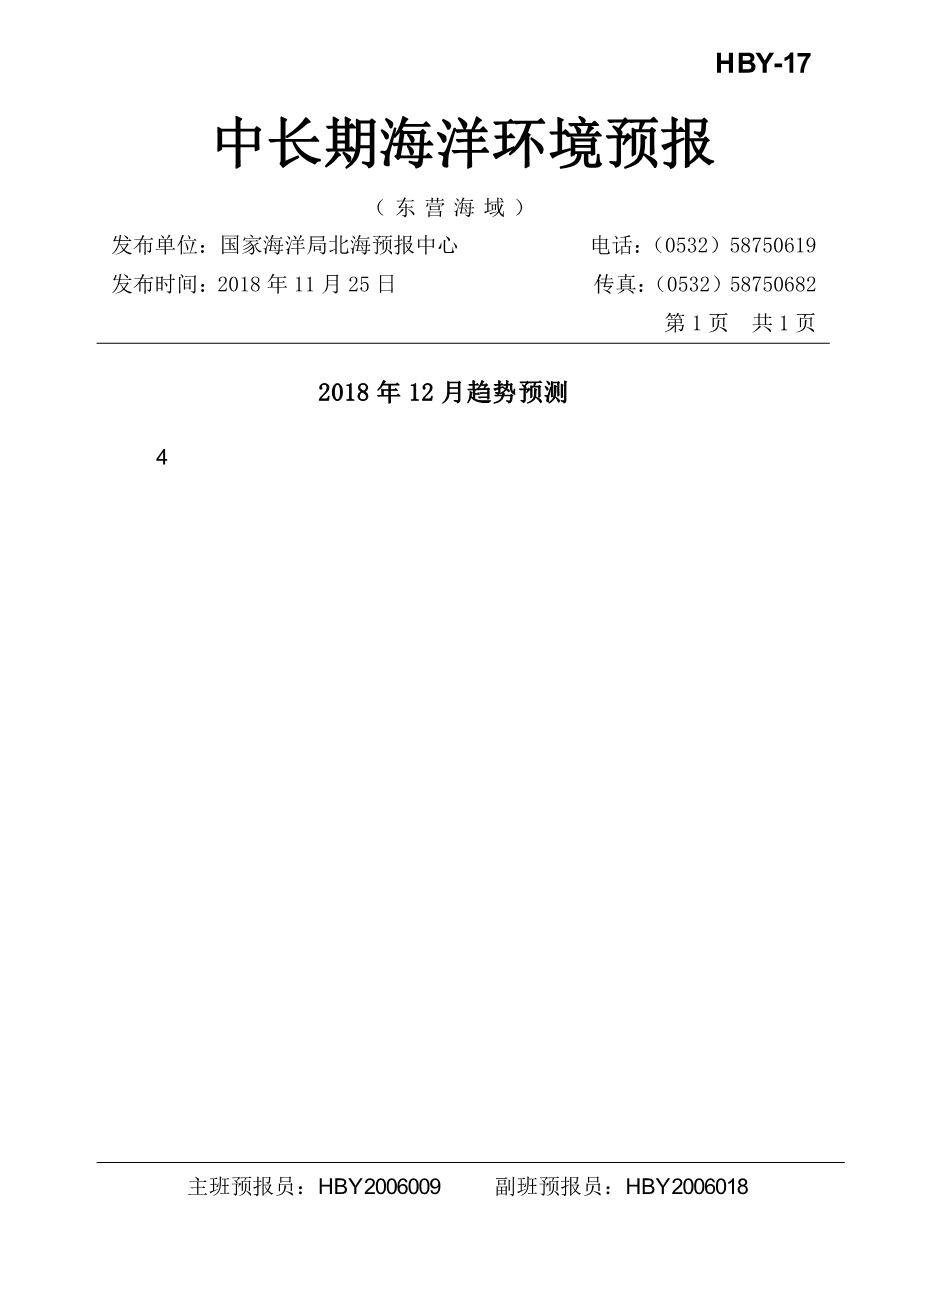 HBY-17
中长期海洋环境预报
（东营海域）
发布单位：国家海洋局北海预报中心 电话：（0532）58750619
发布时间：2018 年 11 月 25 日 传真：（0532）58750682
第 1 页 共 1 页
2018 年 12 月趋势预测
4
主班预报员：HBY2006009 副班预报员：HBY2006018